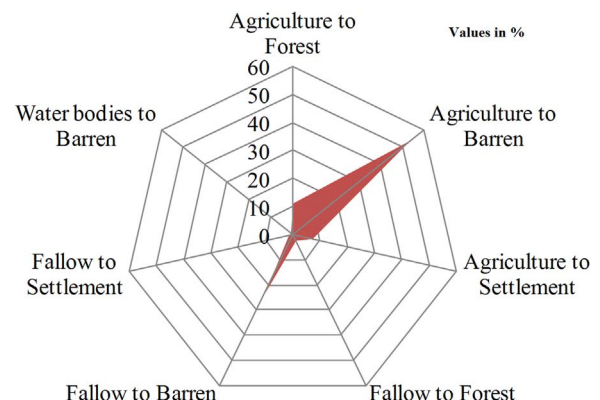 Agriculture to
Forest
Values in %
60
50
40
30
20
10
0
Water bodies to
Barren
Agriculture to
Barren
Fallow to
Settlement
Agriculture to
Settlement
Fallow to Barren
Fallow to Forest